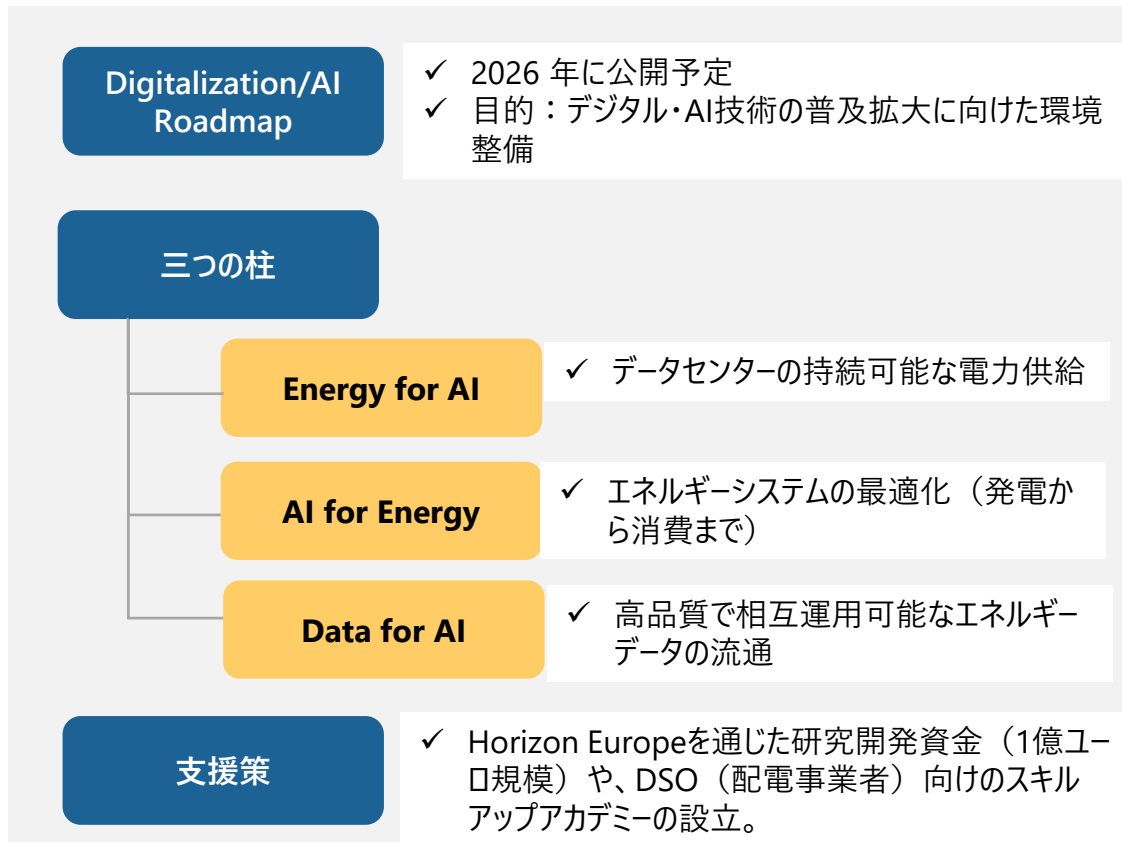 Digitalization/AI
Roadmap
✓ 2026 年に公開予定
✓ 目的：デジタル・AI技術の普及拡大に向けた環境
整備
三つの柱
Energy for AI
✓ データセンターの持続可能な電力供給
AI for Energy
✓ エネルギーシステムの最適化（発電か
ら消費まで）
Data for AI
✓ 高品質で相互運用可能なエネルギー
データの流通
支援策
✓ Horizon Europeを通じた研究開発資金（1億ユー
ロ規模）や、DSO（配電事業者）向けのスキル
アップアカデミーの設立。